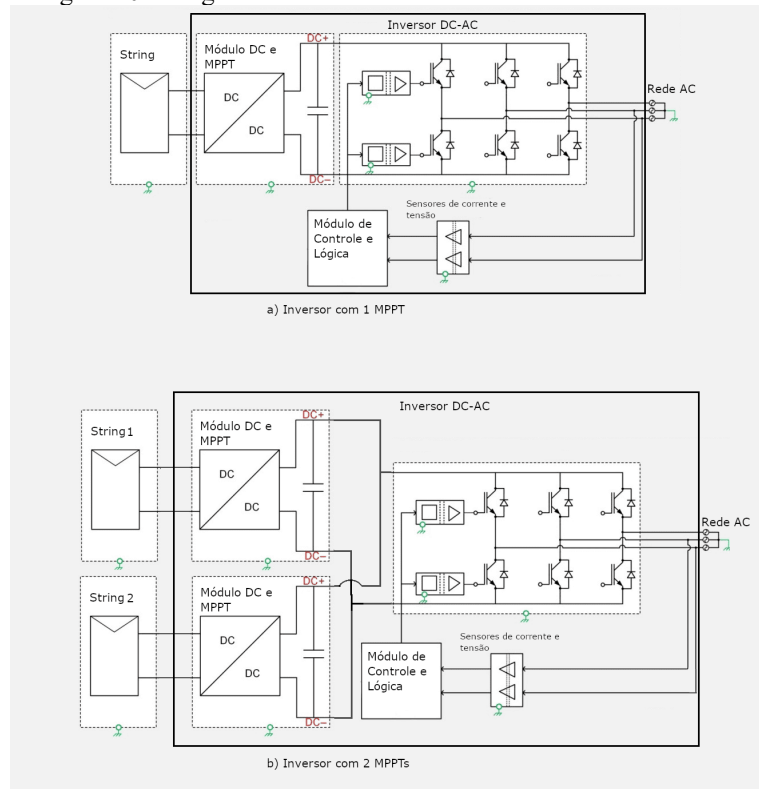 Inversor DC-AC
String
Módulo DC e
MPPT
DC+
DC
DC
DC−
Rede AC
Sensores de corrente e
tensão
Módulo de
Controle e
Lógica
a) Inversor com 1 MPPT
Inversor DC-AC
String1
Módulo DC e
MPPT
DC+
DC
DC
DC−
Rede AC
String 2
Módulo DC e
MPPT
DC+
DC
DC
DC−
Sensores de corrente e
tensão
Módulo de
Controle e
Lógica
b) Inversor com 2 MPPTs